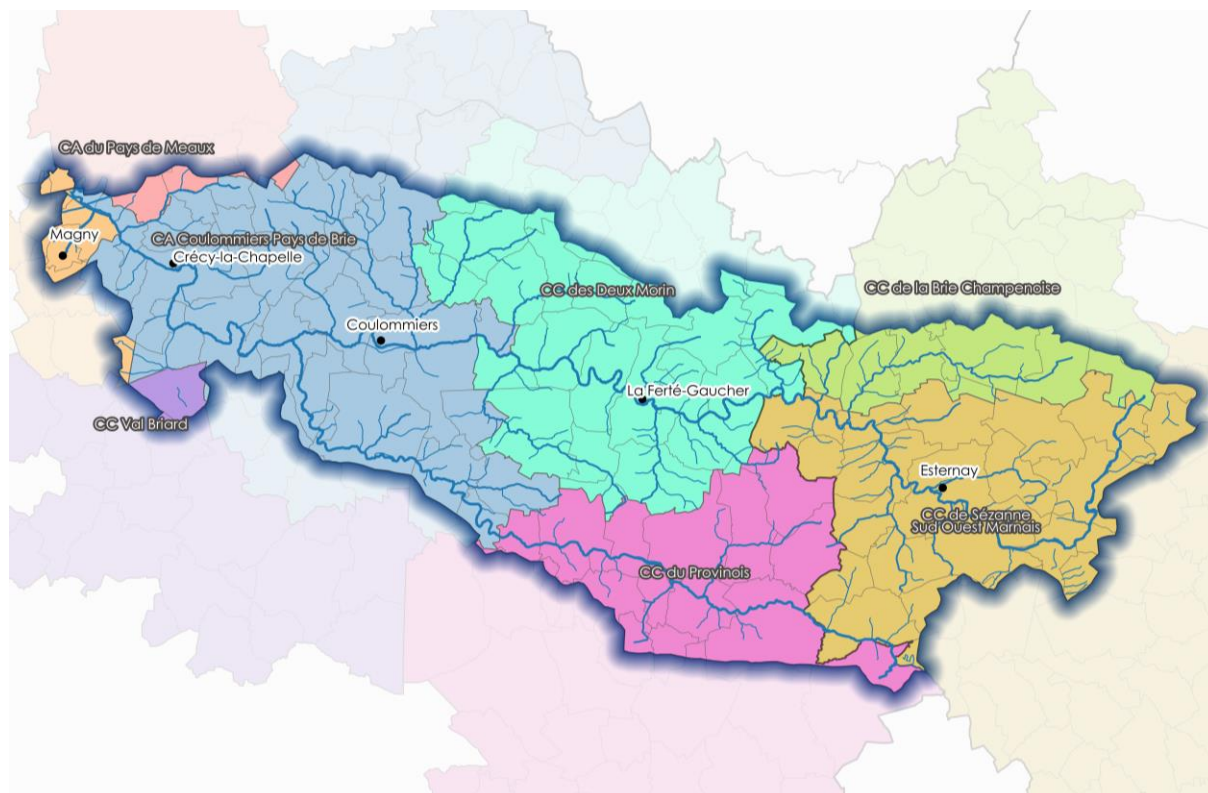 CA du Pays de Meaux
Magny
CA Coulommiers Pays de Brie
Crécy-la-Chapelle
CC des Deux Morin
CC de la Brie Champenoise
Coulommiers
La Ferté-Gaucher
CC Val Briard
Esternay
CC de Sézanne
Sud Ouest Marnais
CC du Provinois